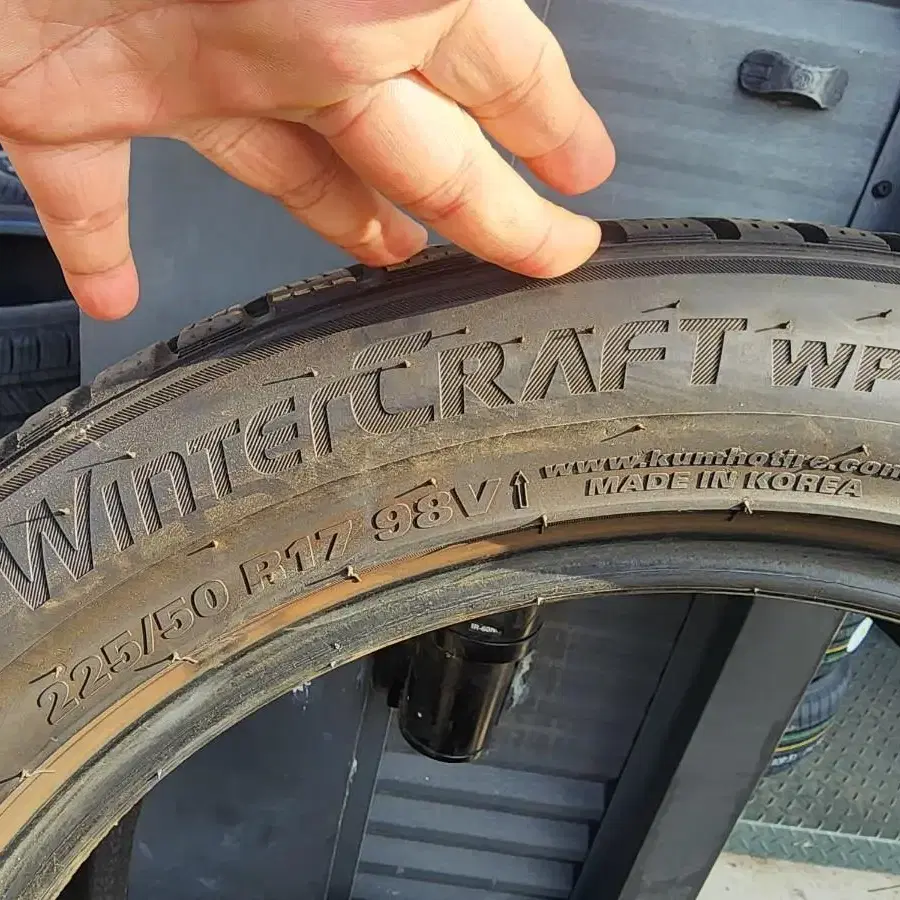 WINTERCRAFT WP
225/50 R17 98V
www.kumhotire.com
MADE IN KOREA